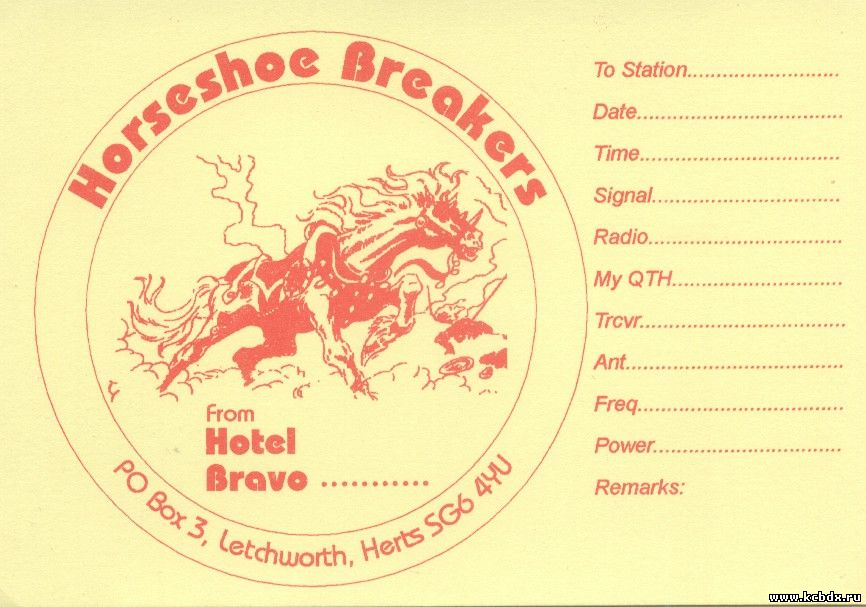 Horseshoe Breakers
From
Hotel
Bravo ...........
PO Box 3, Letchworth, Herts SG6 4YU
To Station..........................
Date....................................
Time...................................
Signal.................................
Radio..................................
My QTH..............................
Trcvr....................................
Ant......................................
Freq....................................
Power.................................
Remarks:
www.kcbdx.ru